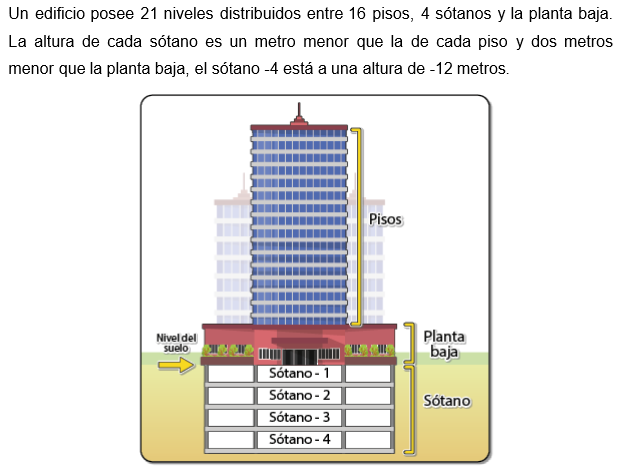 Un edificio posee 21 niveles distribuidos entre 16 pisos, 4 sótanos y la planta baja.
La altura de cada sótano es un metro menor que la de cada piso y dos metros
menor que la planta baja, el sótano -4 está a una altura de -12 metros.
Pisos
Nivel del
suelo
Planta
baja
Sótano - 1
Sótano - 2
Sótano - 3
Sótano - 4
Sótano